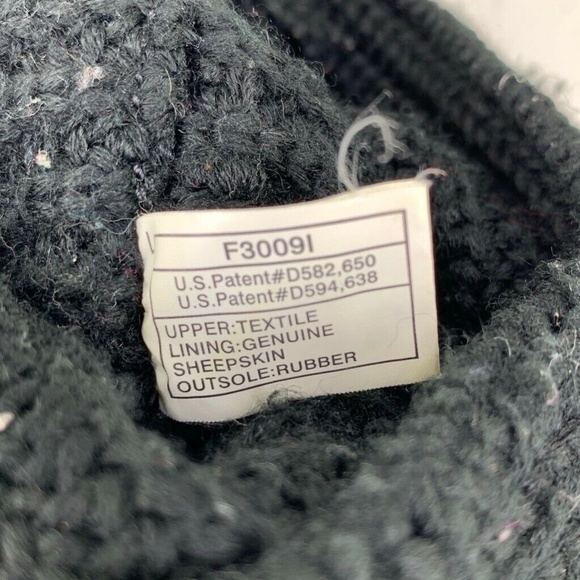 F3009I
U.S.Patent#D582,650
U.S.Patent#D594,638
UPPER:TEXTILE
LINING:GENUINE
SHEEPSKIN
OUTSOLE:RUBBER